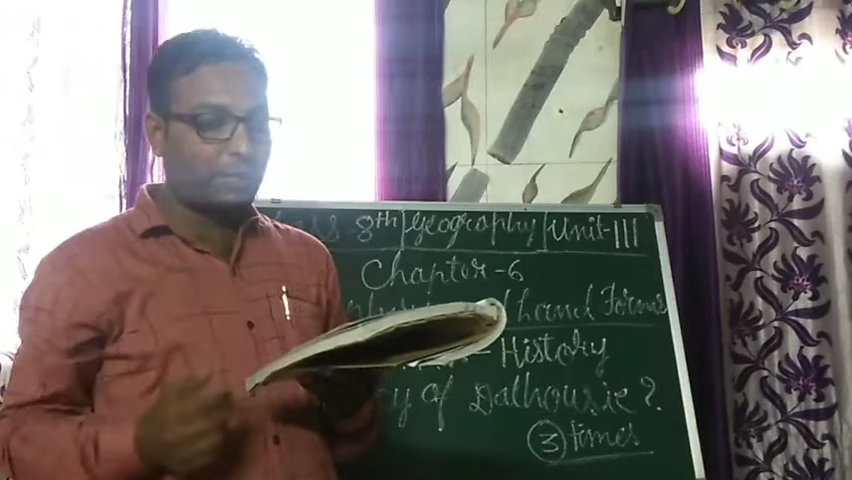 8th Geography Unit-III
Chapter-6
Land Forms
History
of Dalhousie?
③ times